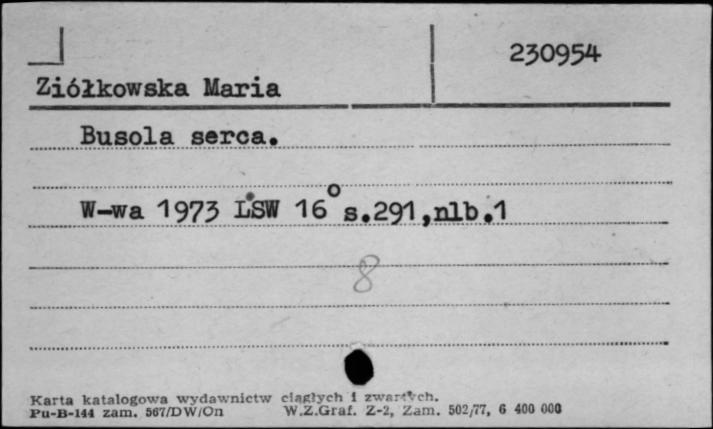 230954
Ziółkowska Maria
Busola serca.
W-wa 1973 LSW 16° s.291,nlb.1
8
Karta katalogowa wydawnictw ciągłych i zwartych.
Pu-B-144 zam. 567/DW/On W.Z.Graf. Z-2, Zam. 502/77, 6 400 000